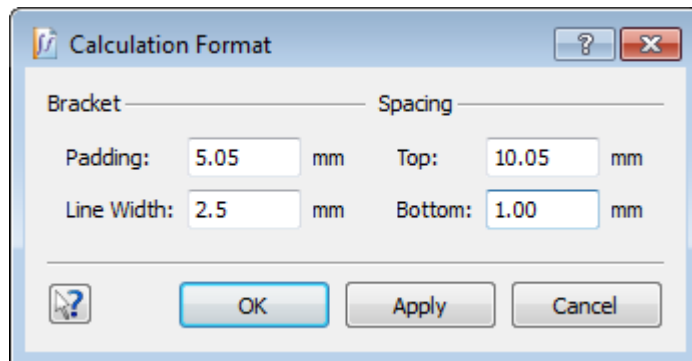 Calculation Format
Bracket Spacing
Padding: 5.05 mm Top: 10.05 mm
Line Width: 2.5 mm Bottom: 1.00 mm
OK Apply Cancel